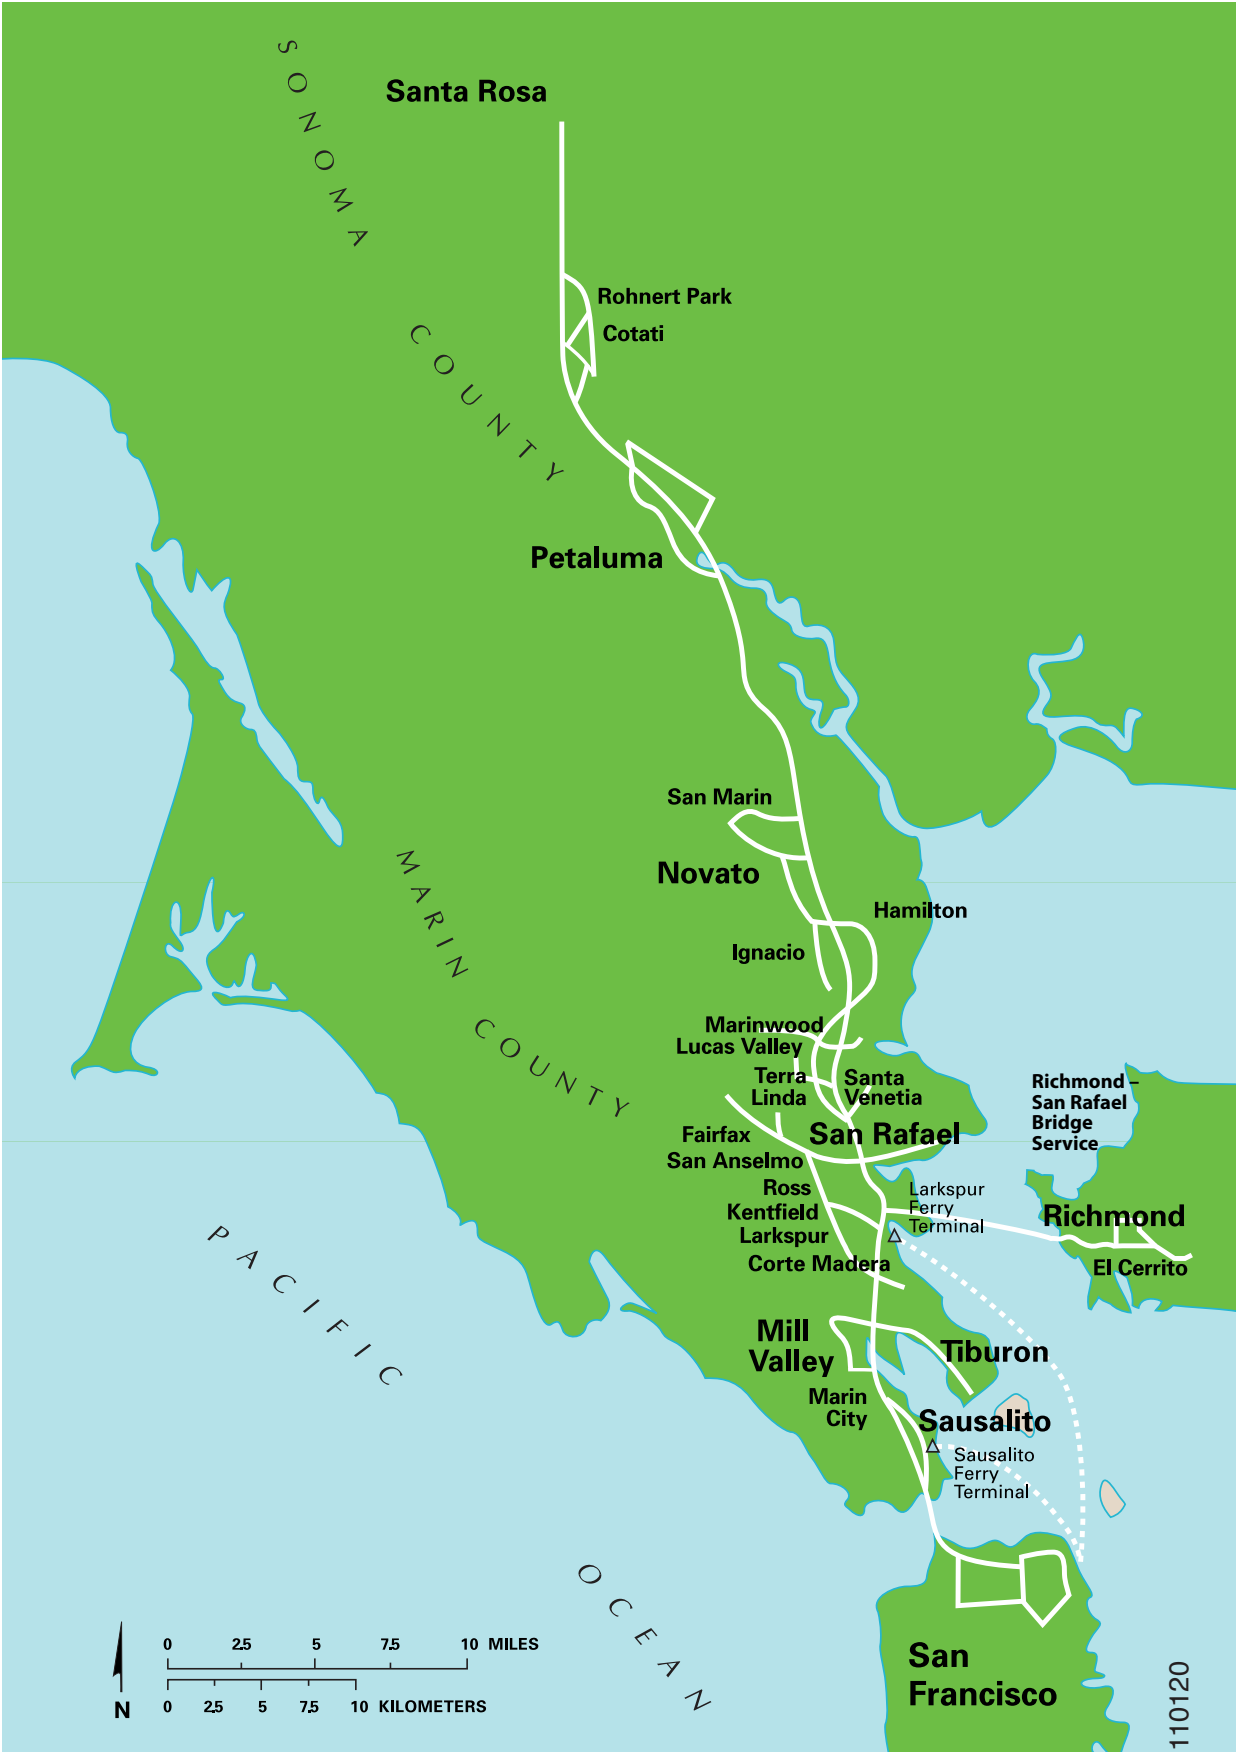 SONOMA
COUNTY
Santa Rosa
Rohnert Park
Cotati
Petaluma
San Marin
Novato
Hamilton
Ignacio
MARIN
COUNTY
Marinwood
Lucas Valley
Terra
Linda
Santa
Venetia
Richmond –
San Rafael
Bridge
Service
Fairfax
San Rafael
San Anselmo
Ross
Kentfield
Larkspur
Corte Madera
Larkspur
Ferry
Terminal
Richmond
El Cerrito
PACIFIC
OCEAN
Mill
Valley
Tiburon
Marin
City
Sausalito
Sausalito
Ferry
Terminal
San
Francisco
0 2.5 5 7.5 10 MILES
0 2.5 5 7.5 10 KILOMETERS
N
110120